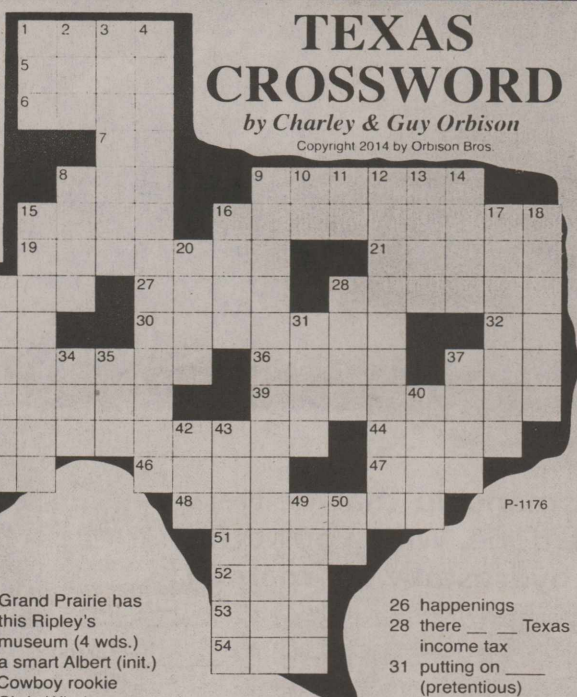 TEXAS
CROSSWORD
by Charley & Guy Orbison
Copyright 2014 by Orbison Bros.
1 2 3 4
5
6
7
8 9 10 11 12 13 14
15 16 17 18
19 20 21
27 28
30 31 32
34 35 36 37
39 40
42 43 44
46 47
48 49 50
P-1176
51
52
53
54
Grand Prairie has
this Ripley's
museum (4 wds.)
a smart Albert (init.)
Cowboy rookie
26 happenings
28 there __ __ Texas
income tax
31 putting on ____
(pretentious)